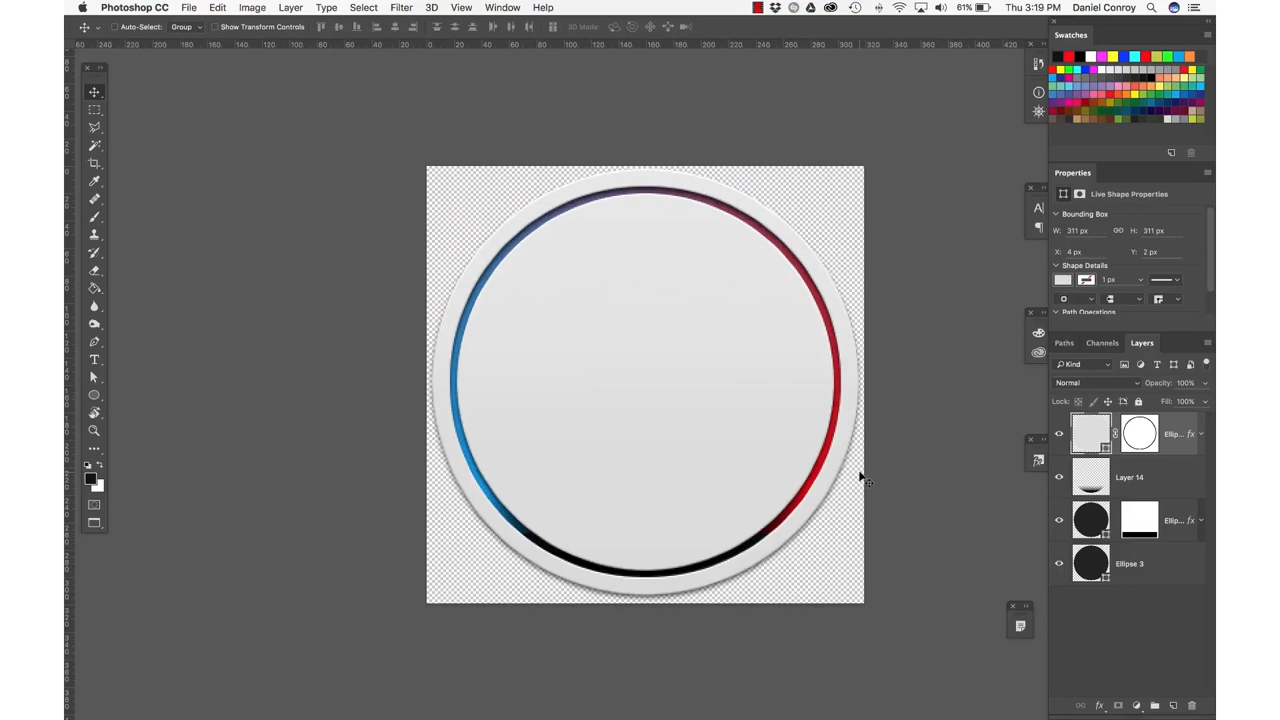 Photoshop CC File Edit Image Layer Type Select Filter 3D View Window Help 61% Thu 3:19 PM Daniel Conroy
Auto-Select: Group Show Transform Controls 3D Mode:
Swatches
Properties
Live Shape Properties
Bounding Box
W: 311 px H: 311 px
X: 4 px Y: 2 px
Shape Details
1 px
Path Operations
Paths Channels Layers
Kind
Normal Opacity: 100%
Lock: Fill: 100%
Ellip... fx
Layer 14
Ellip... fx
Ellipse 3
fx